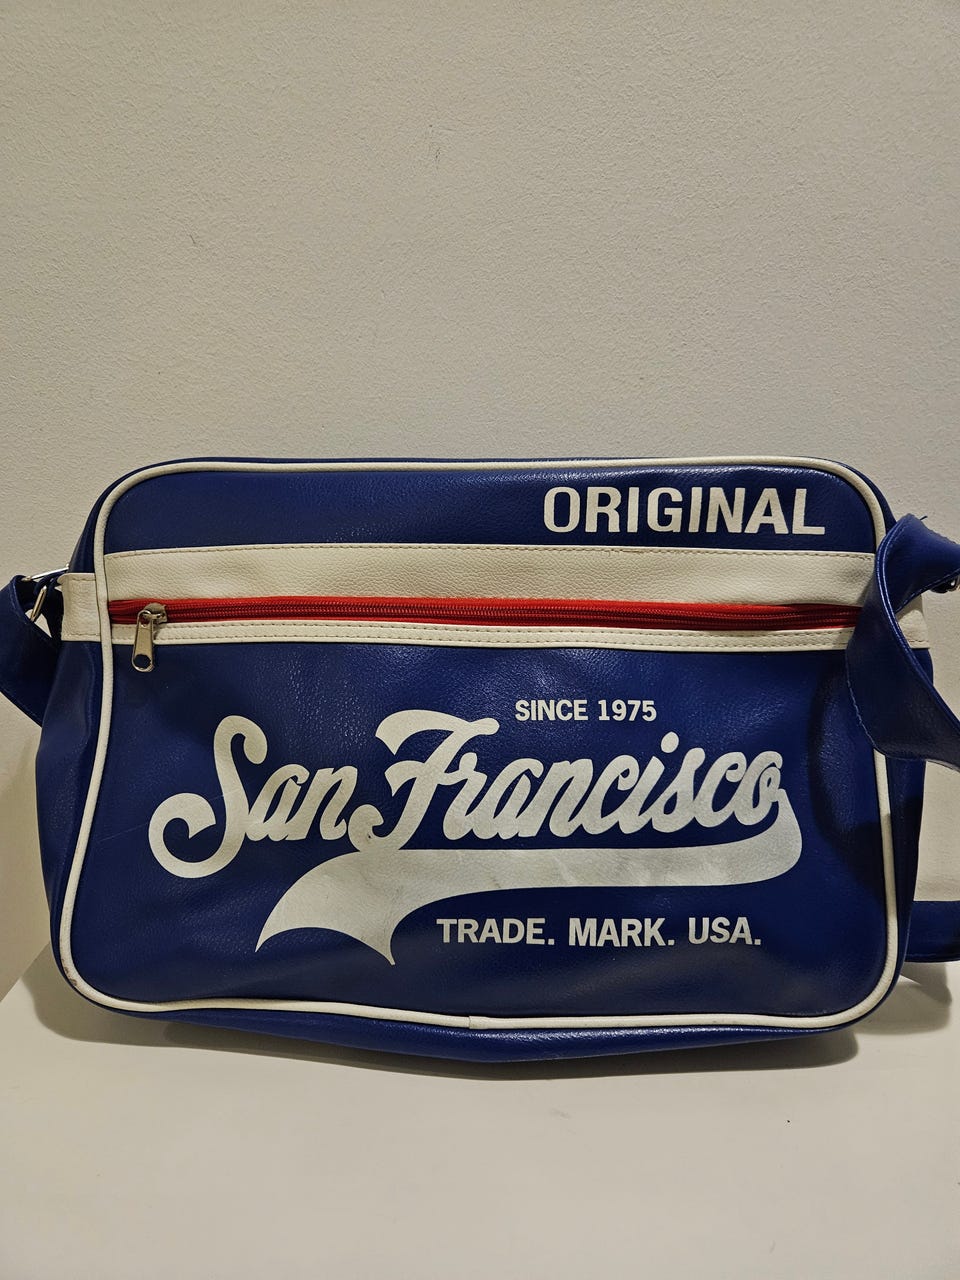 ORIGINAL
SINCE 1975
San Francisco
TRADE. MARK. USA.